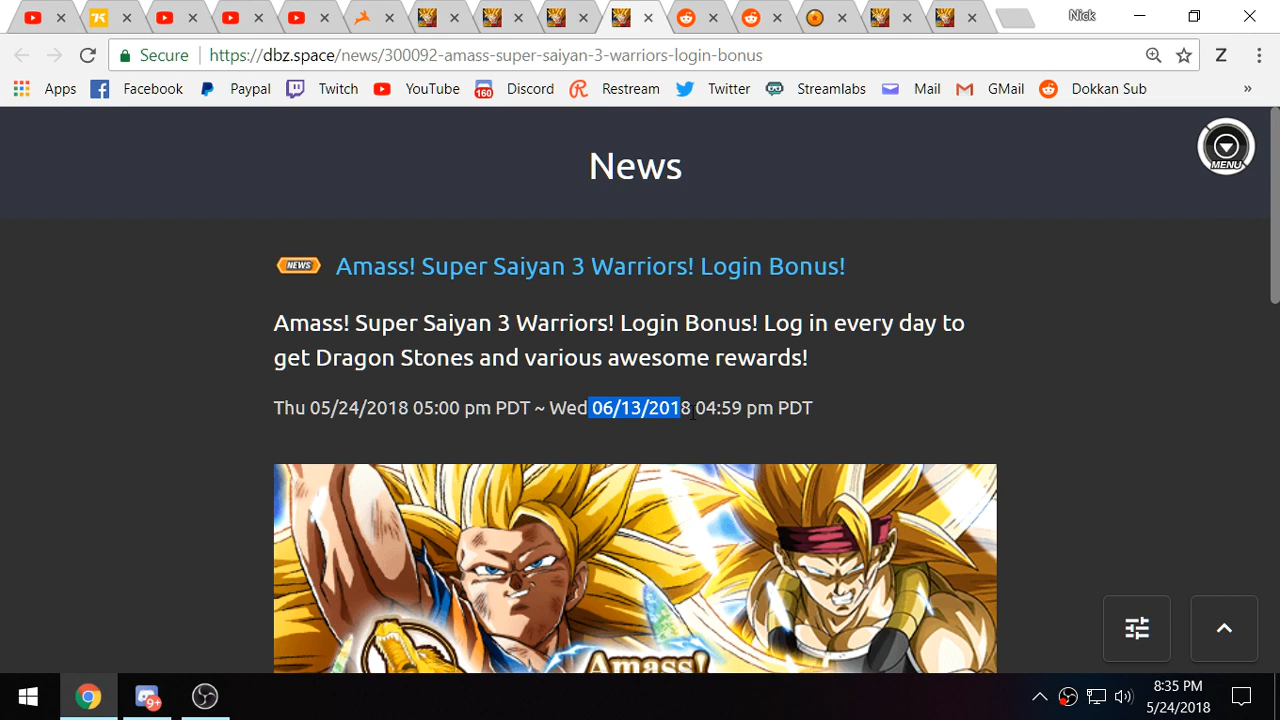 Nick
Secure
https://dbz.space/news/300092-amass-super-saiyan-3-warriors-login-bonus
Z
Apps
Facebook
Paypal
Twitch
YouTube
160
Discord
Restream
Twitter
Streamlabs
Mail
GMail
Dokkan Sub
»
News
MENU
NEWS
Amass! Super Saiyan 3 Warriors! Login Bonus!
Amass! Super Saiyan 3 Warriors! Login Bonus! Log in every day to
get Dragon Stones and various awesome rewards!
Thu 05/24/2018 05:00 pm PDT ~ Wed 06/13/2018 04:59 pm PDT
Amass!
9+
8:35 PM
5/24/2018